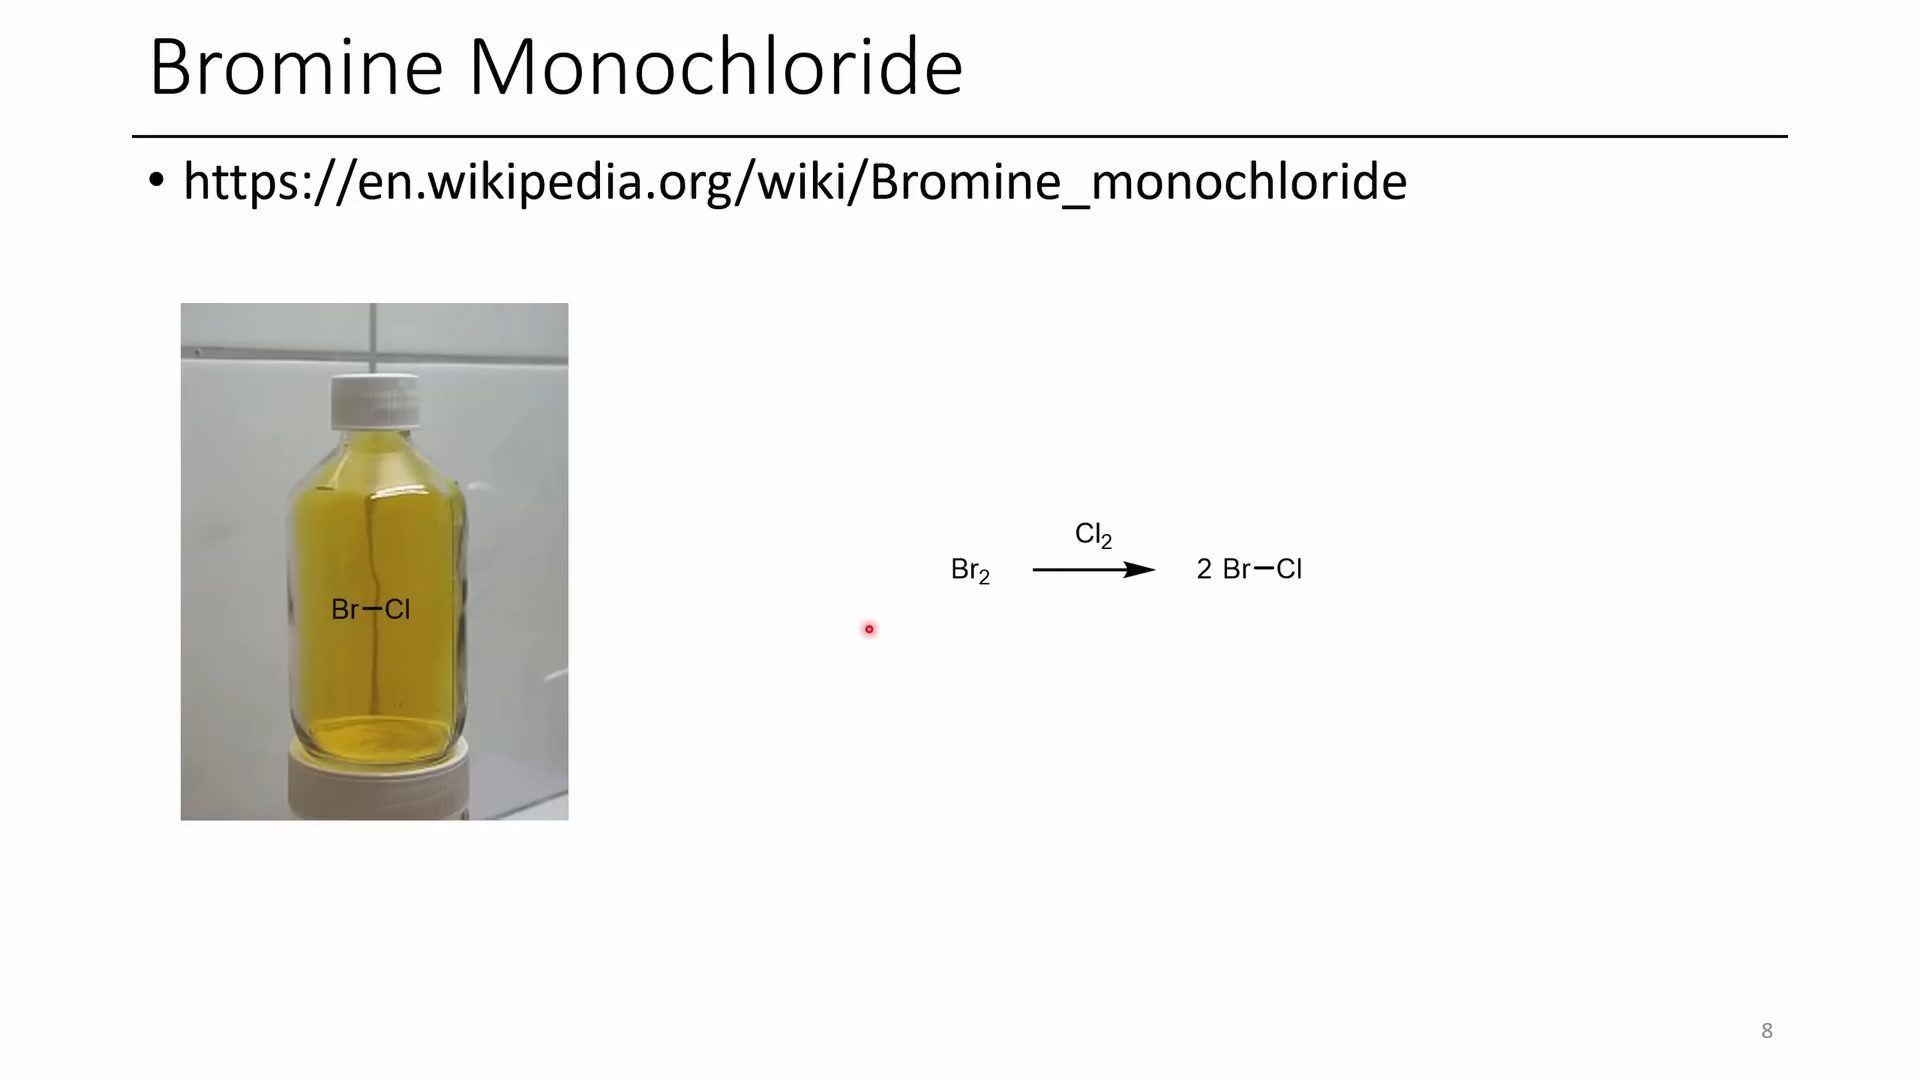 Bromine Monochloride
• https://en.wikipedia.org/wiki/Bromine_monochloride
Br–Cl
Cl₂
Br₂ 2 Br–Cl
8